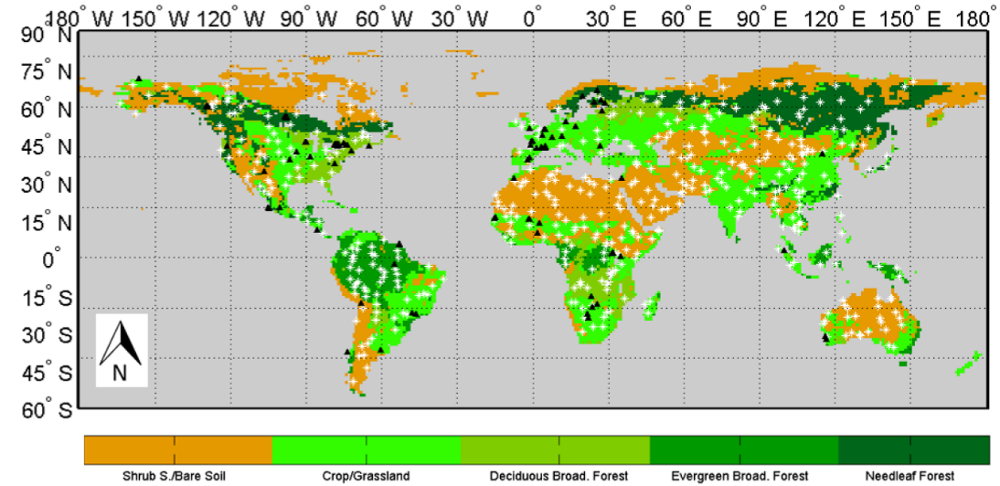 180° W 150° W 120° W 90° W 60° W 30° W 0° 30° E 60° E 90° E 120° E 150° E 180°
90° N
75° N
60° N
45° N
30° N
15° N
0°
15° S
30° S
45° S
60° S
N
Shrub S./Bare Soil Crop/Grassland Deciduous Broad. Forest Evergreen Broad. Forest Needleaf Forest